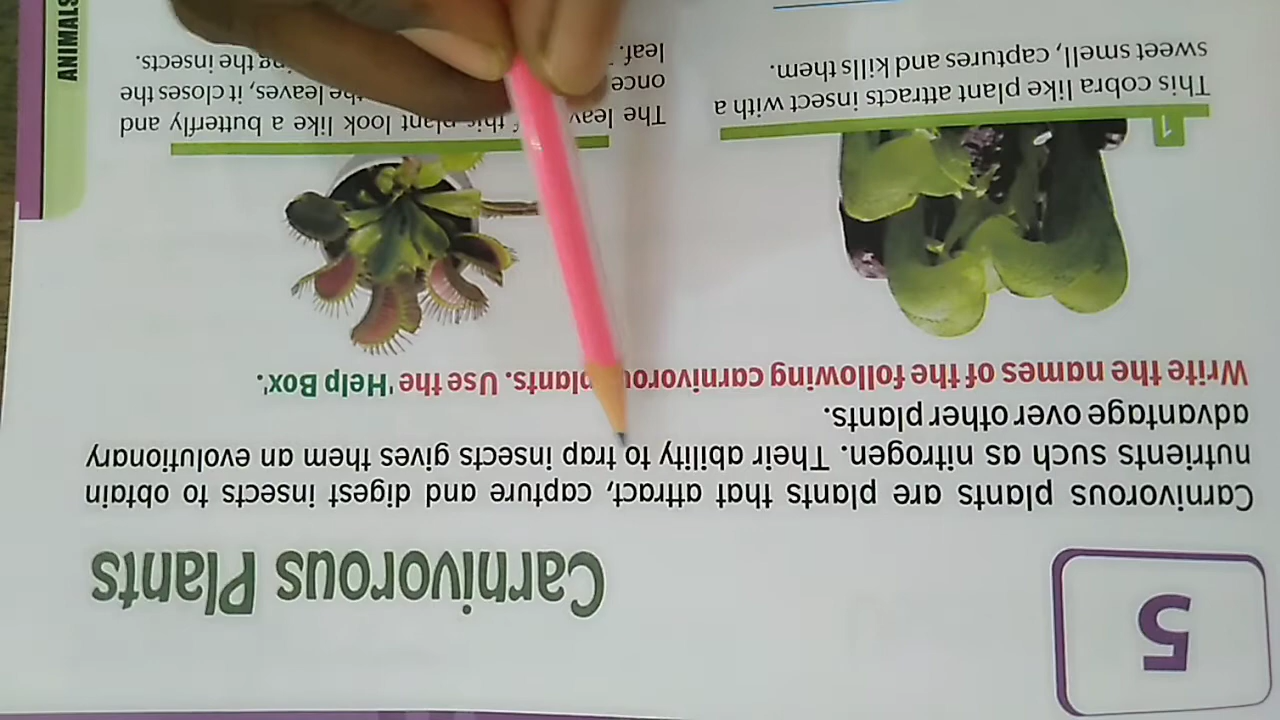 5
Carnivorous Plants
Carnivorous plants are plants that attract, capture and digest insects to obtain
nutrients such as nitrogen. Their ability to trap insects gives them an evolutionary
advantage over other plants.
Write the names of the following carnivorous plants. Use the 'Help Box'.
1
This cobra like plant attracts insect with a
sweet smell, captures and kills them.
The leav f this plant look like a butterfly and
once the leaves, it closes the
leaf. the insects.
ANIMALS